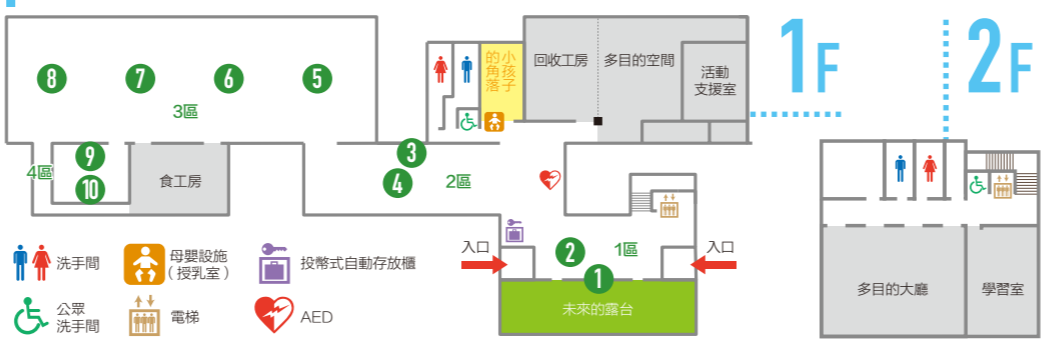 1F
2F
小孩子
的角落
回收工房
多目的空間
活動
支援室
8
7
6
5
3區
9
10
4區
食工房
3
4
2區
入口
2
1區
入口
1
未來的露台
多目的大廳
學習室
洗手間
母嬰設施
(授乳室)
投幣式自動存放櫃
公眾
洗手間
電梯
AED